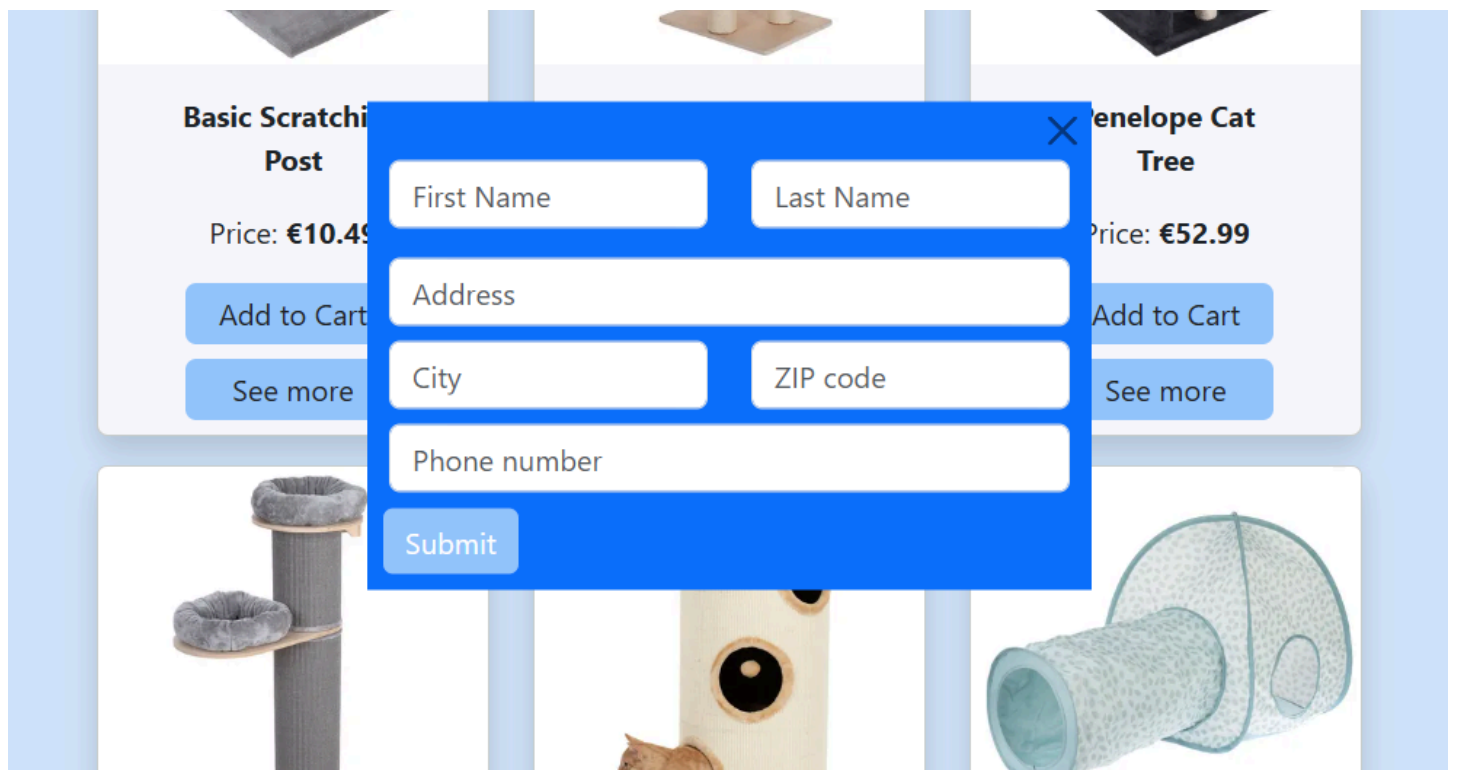 Basic Scratchi
Post
Price: €10.49
Add to Cart
See more
First Name
Last Name
Address
City
ZIP code
Phone number
Submit
Penelope Cat
Tree
Price: €52.99
Add to Cart
See more